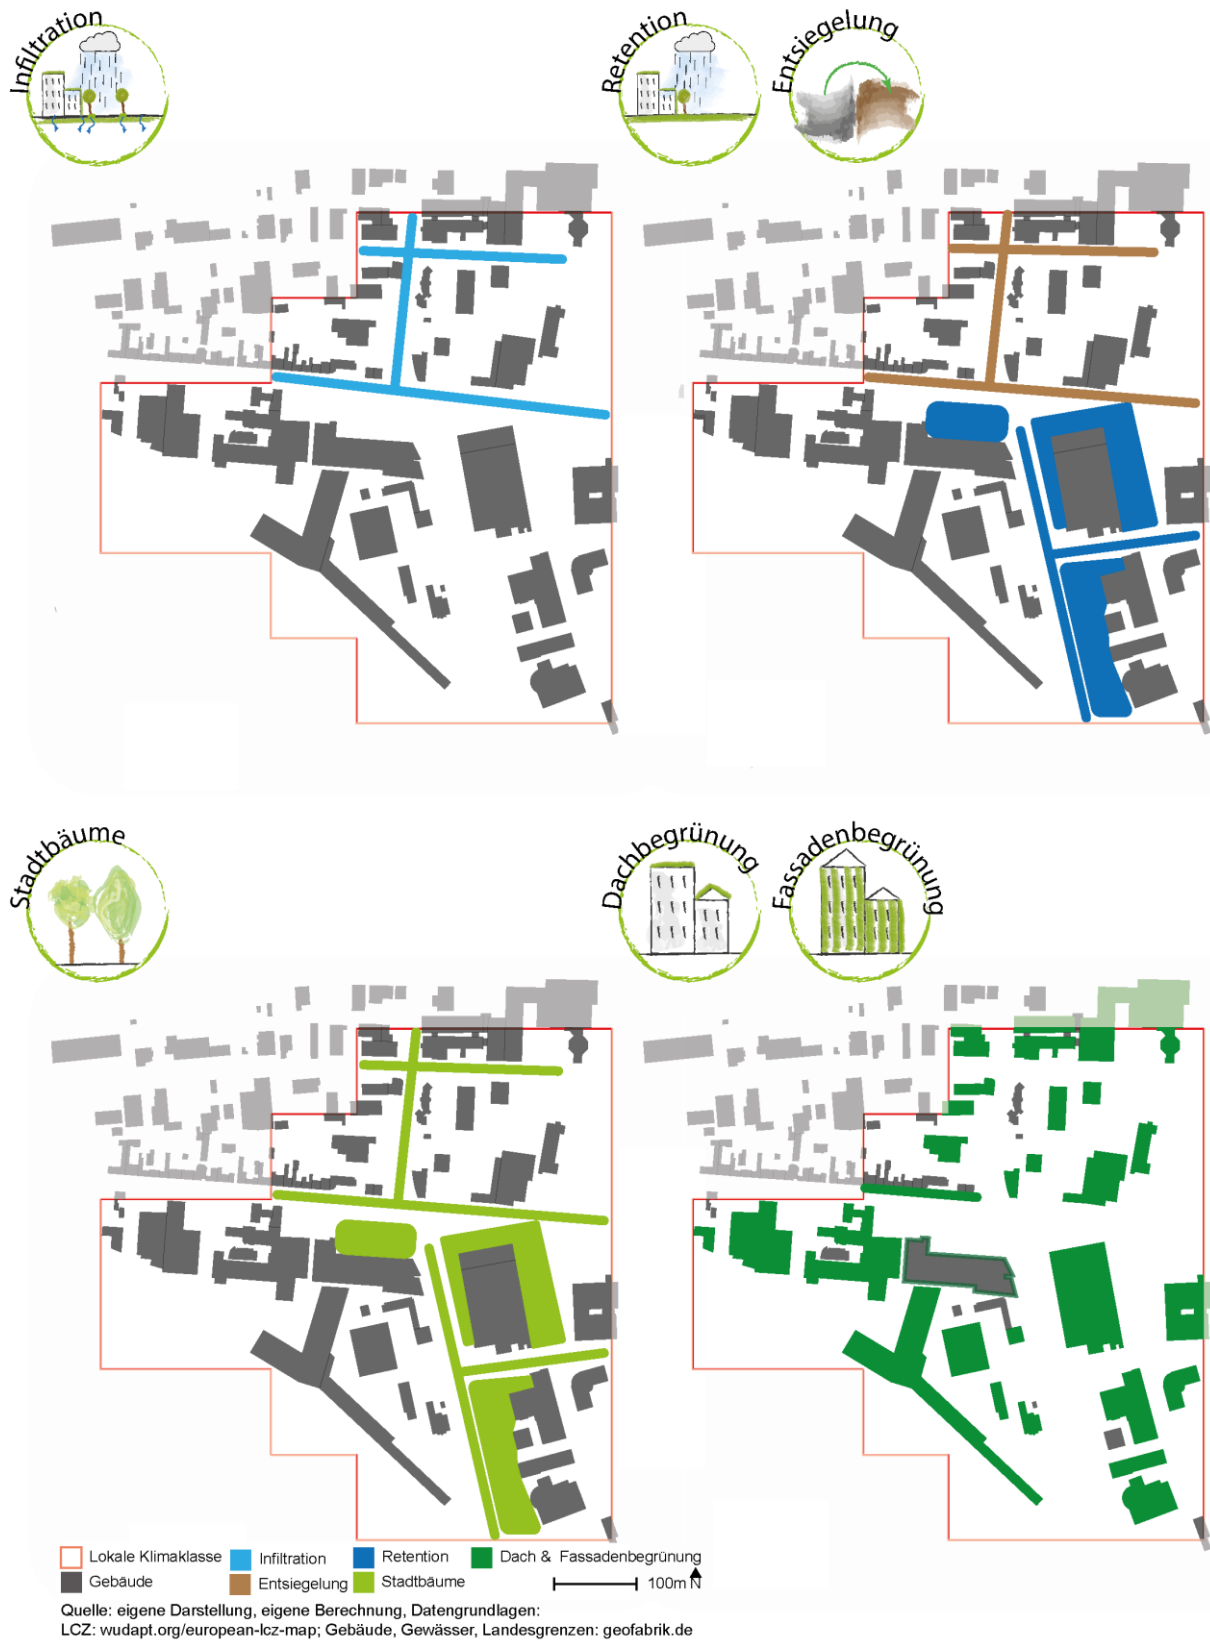 Infiltration
Retention
Entsiegelung
Stadtbäume
Dachbegrünung
Fassadenbegrünung
Lokale Klimaklasse
Infiltration
Retention
Dach & Fassadenbegrünung
Gebäude
Entsiegelung
Stadtbäume
100m N
Quelle: eigene Darstellung, eigene Berechnung, Datengrundlagen:
LCZ: wudapt.org/european-lcz-map; Gebäude, Gewässer, Landesgrenzen: geofabrik.de